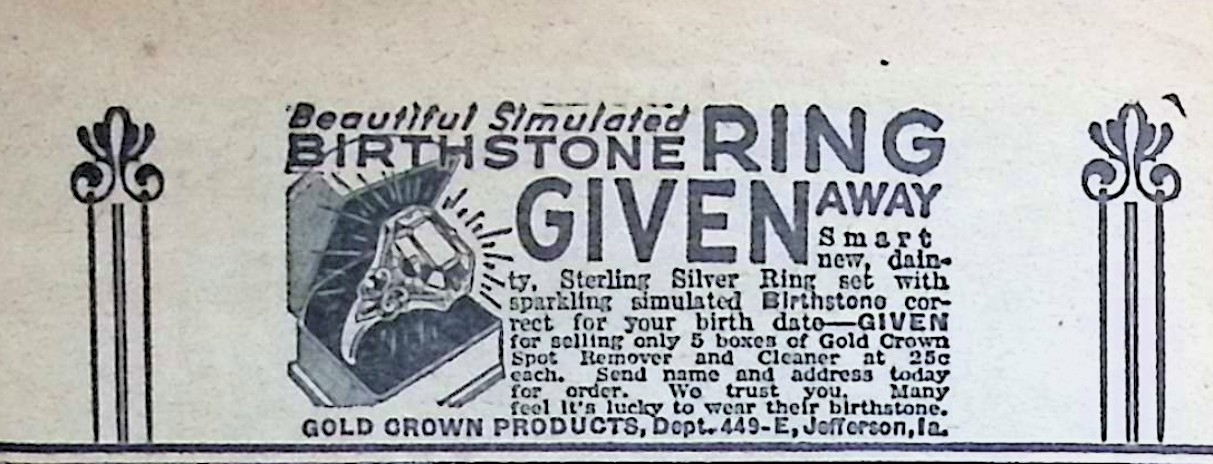 Beautiful Simulated
BIRTHSTONE RING
GIVEN AWAY
Smart
new, dain-
ty, Sterling Silver Ring set with
sparkling simulated Birthstone cor-
rect for your birth date—GIVEN
for selling only 5 boxes of Gold Crown
Spot Remover and Cleaner at 25c
each. Send name and address today
for order. We trust you. Many
feel it's lucky to wear their birthstone.
GOLD CROWN PRODUCTS, Dept. 449-E, Jefferson, Ia.